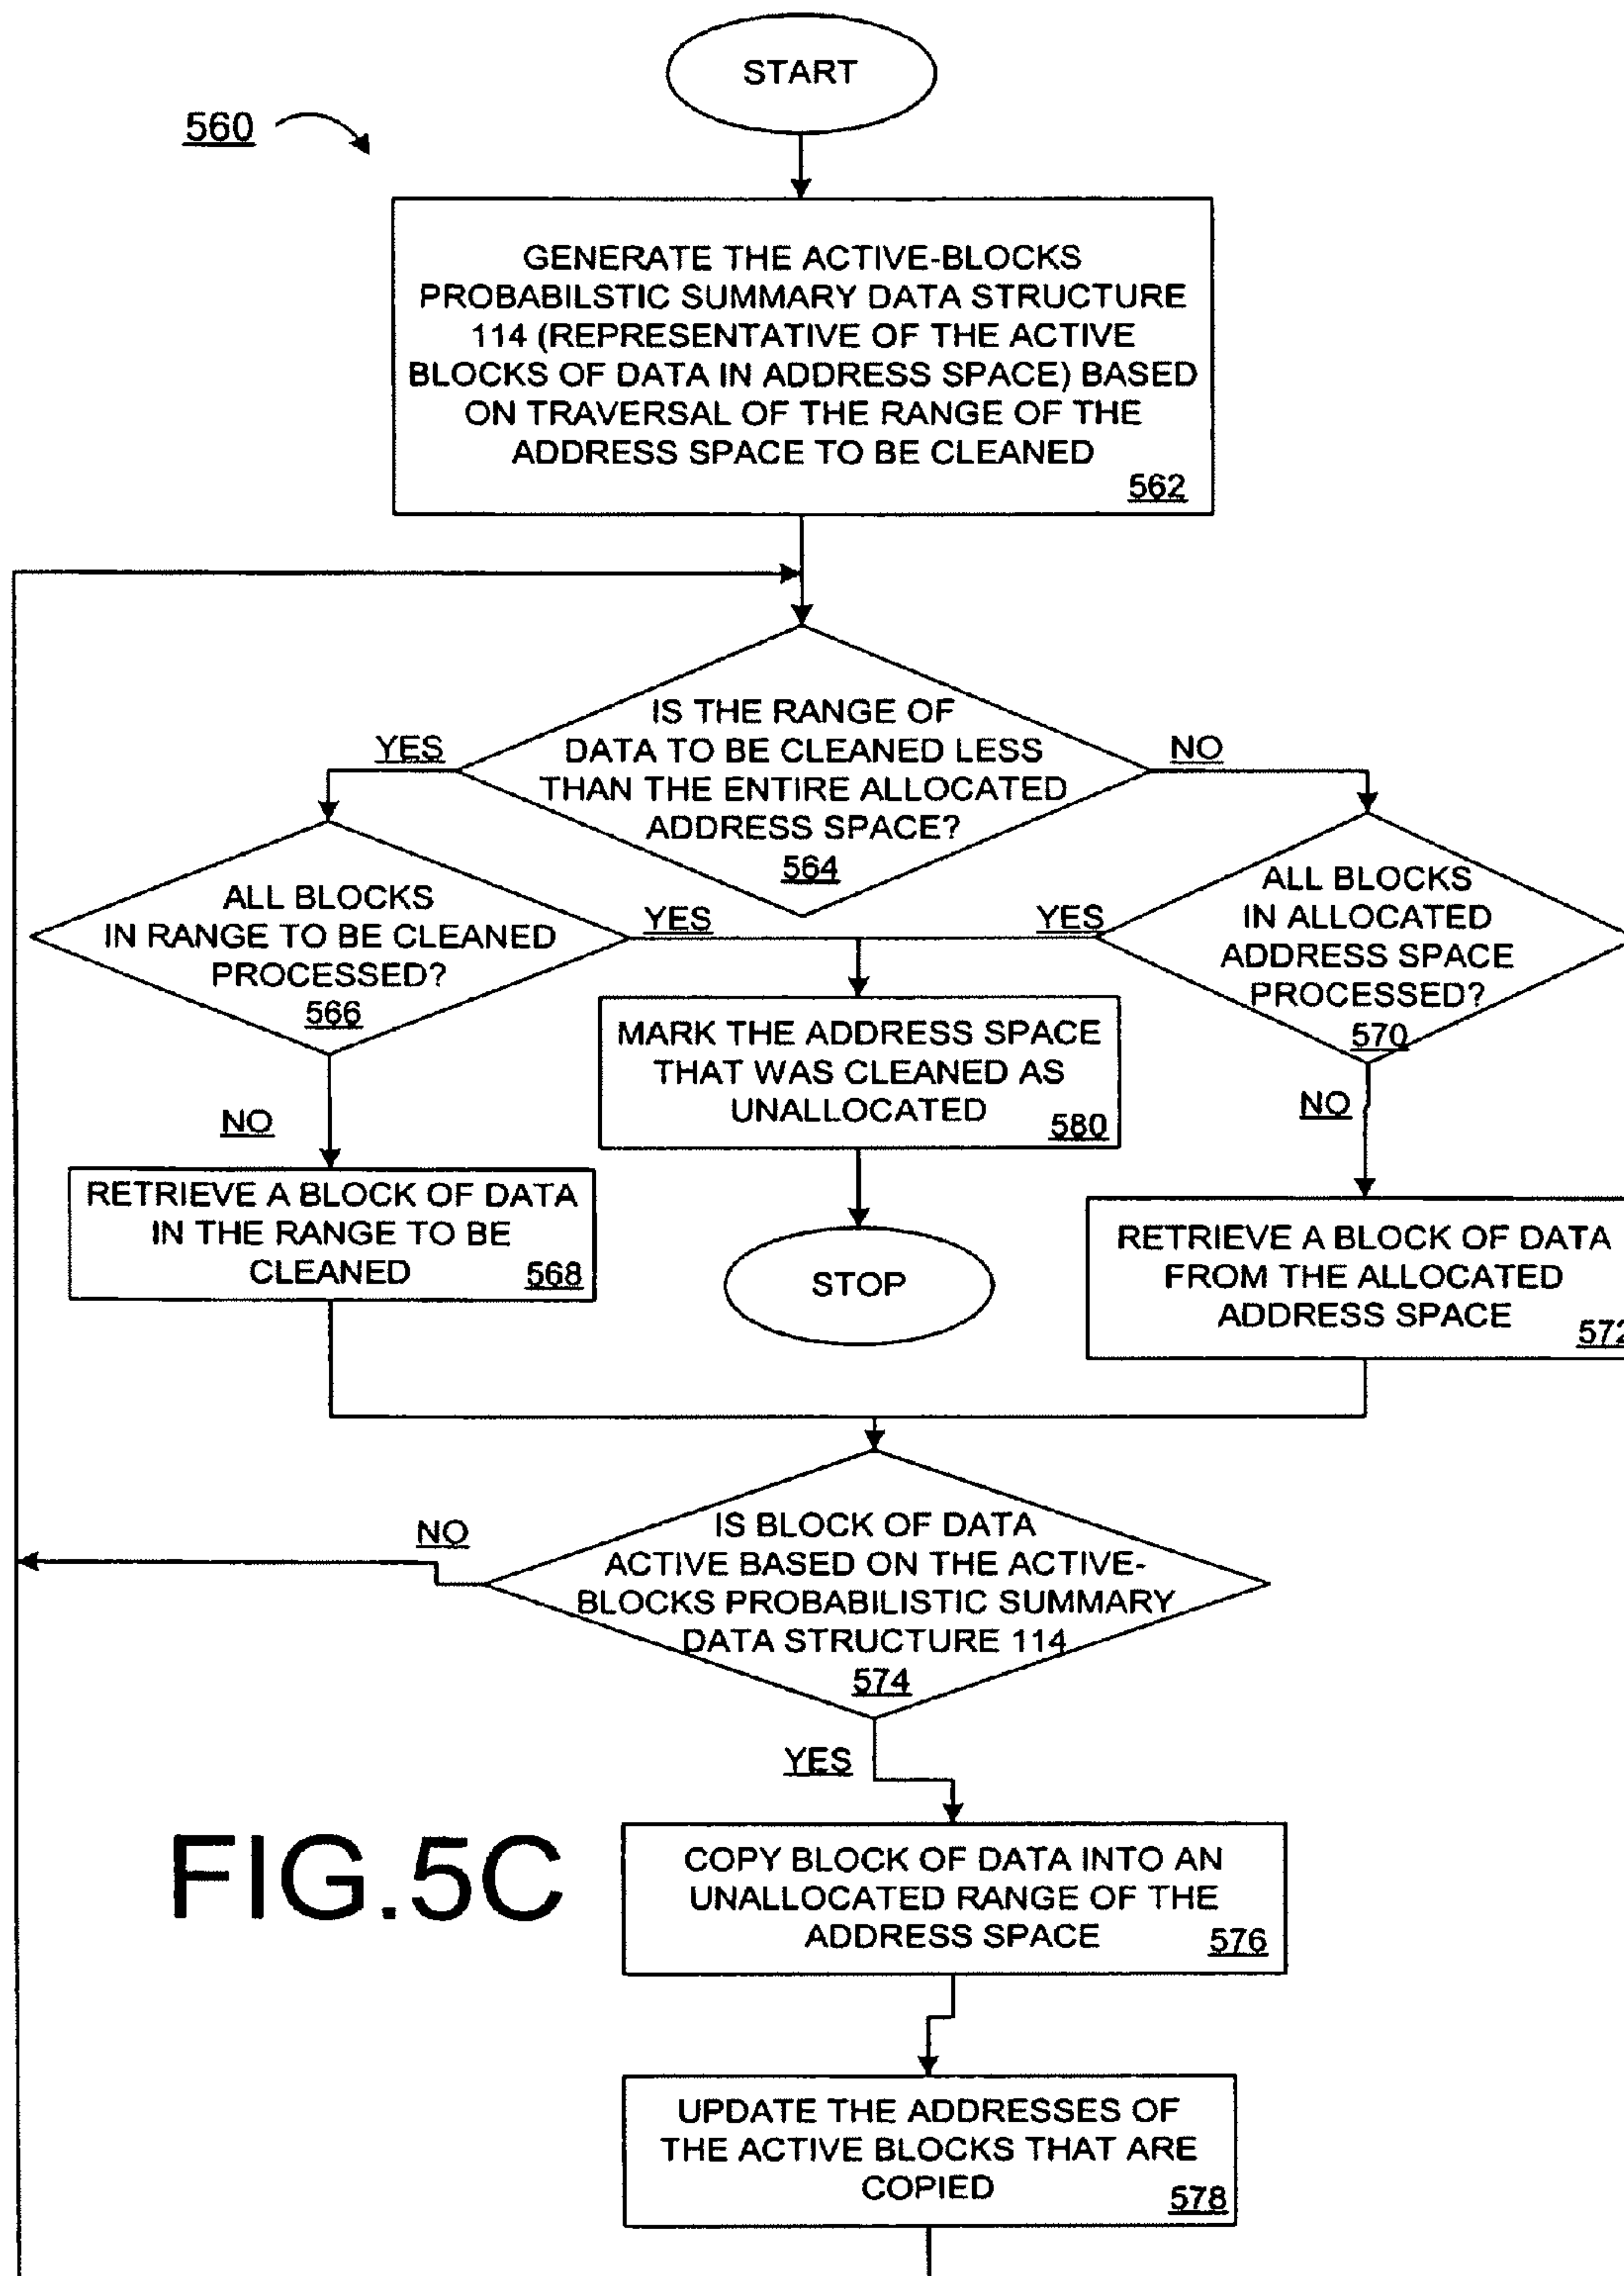 START
560
GENERATE THE ACTIVE-BLOCKS
PROBABILSTIC SUMMARY DATA STRUCTURE
114 (REPRESENTATIVE OF THE ACTIVE
BLOCKS OF DATA IN ADDRESS SPACE) BASED
ON TRAVERSAL OF THE RANGE OF THE
ADDRESS SPACE TO BE CLEANED
562
IS THE RANGE OF
DATA TO BE CLEANED LESS
THAN THE ENTIRE ALLOCATED
ADDRESS SPACE?
564
YES
NO
ALL BLOCKS
IN RANGE TO BE CLEANED
PROCESSED?
566
YES
YES
ALL BLOCKS
IN ALLOCATED
ADDRESS SPACE
PROCESSED?
570
MARK THE ADDRESS SPACE
THAT WAS CLEANED AS
UNALLOCATED
580
NO
NO
RETRIEVE A BLOCK OF DATA
IN THE RANGE TO BE
CLEANED
568
STOP
RETRIEVE A BLOCK OF DATA
FROM THE ALLOCATED
ADDRESS SPACE
572
IS BLOCK OF DATA
ACTIVE BASED ON THE ACTIVE-
BLOCKS PROBABILISTIC SUMMARY
DATA STRUCTURE 114
574
NO
YES
COPY BLOCK OF DATA INTO AN
UNALLOCATED RANGE OF THE
ADDRESS SPACE
576
FIG.5C
UPDATE THE ADDRESSES OF
THE ACTIVE BLOCKS THAT ARE
COPIED
578